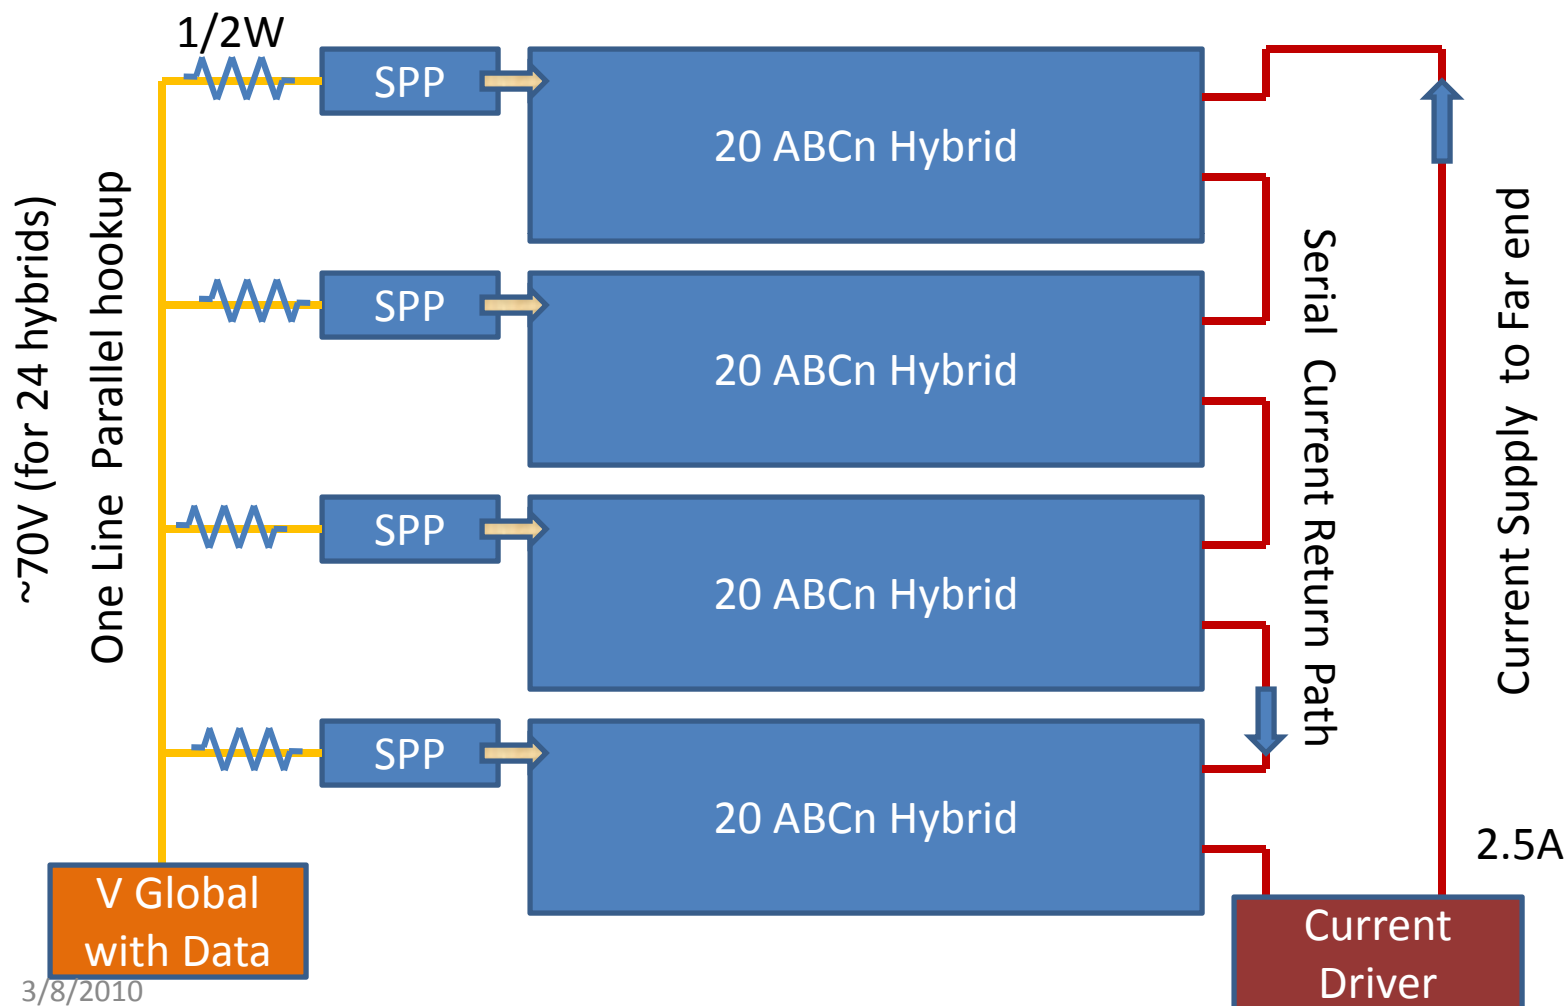 1/2W
SPP
20 ABCn Hybrid
SPP
20 ABCn Hybrid
SPP
20 ABCn Hybrid
SPP
20 ABCn Hybrid
~70V (for 24 hybrids)
One Line Parallel hookup
Serial Current Return Path
Current Supply to Far end
2.5A
V Global
with Data
Current
Driver
3/8/2010